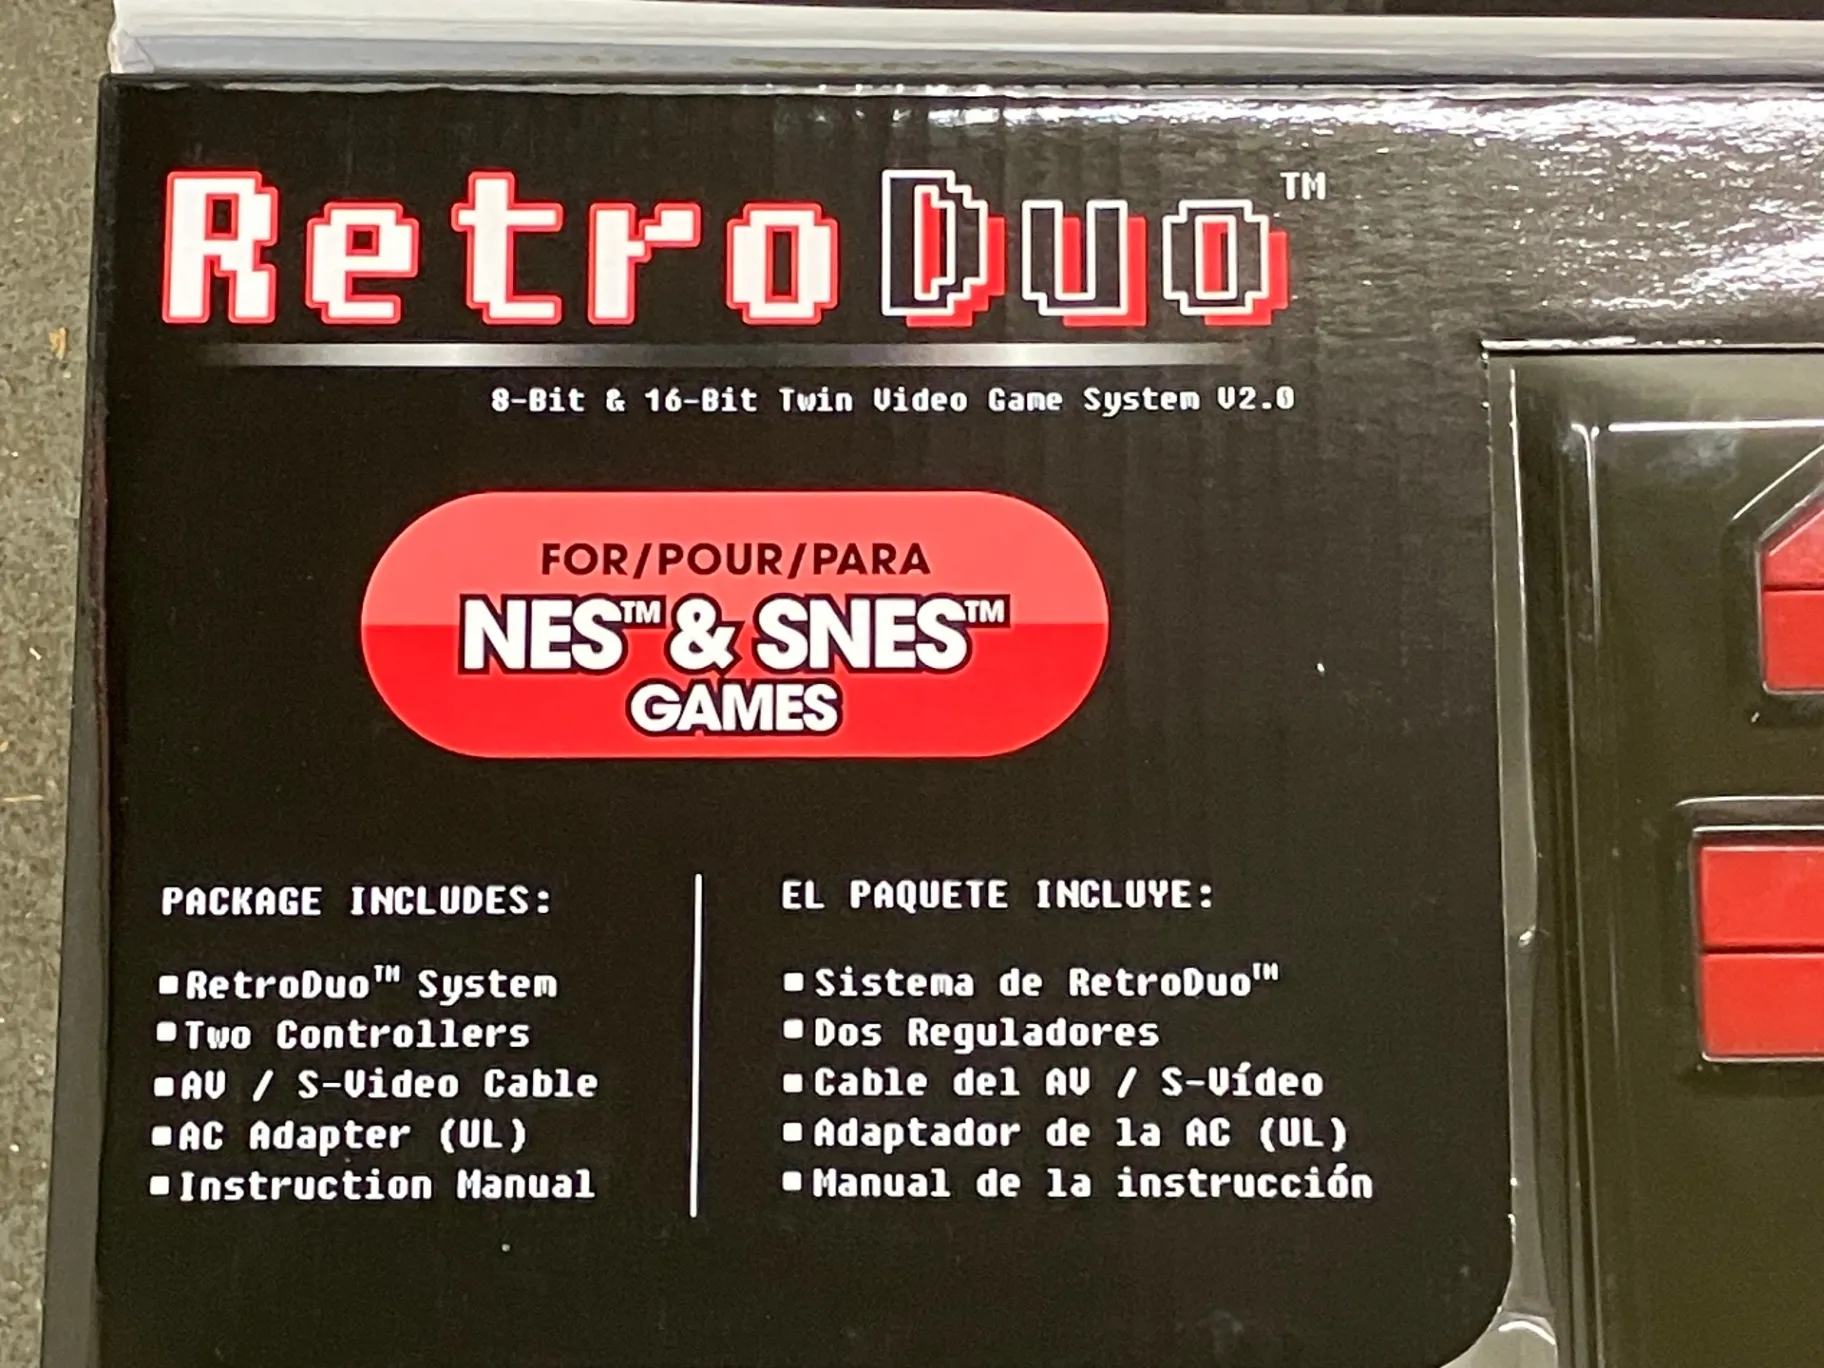 Retro Duo™
8-Bit & 16-Bit Twin Video Game System V2.0
FOR/POUR/PARA
NES™ & SNES™
GAMES
PACKAGE INCLUDES:
▪RetroDuo™ System
▪Two Controllers
▪AV / S-Video Cable
▪AC Adapter (UL)
▪Instruction Manual
EL PAQUETE INCLUYE:
▪Sistema de RetroDuo™
▪Dos Reguladores
▪Cable del AV / S-Vídeo
▪Adaptador de la AC (UL)
▪Manual de la instrucción